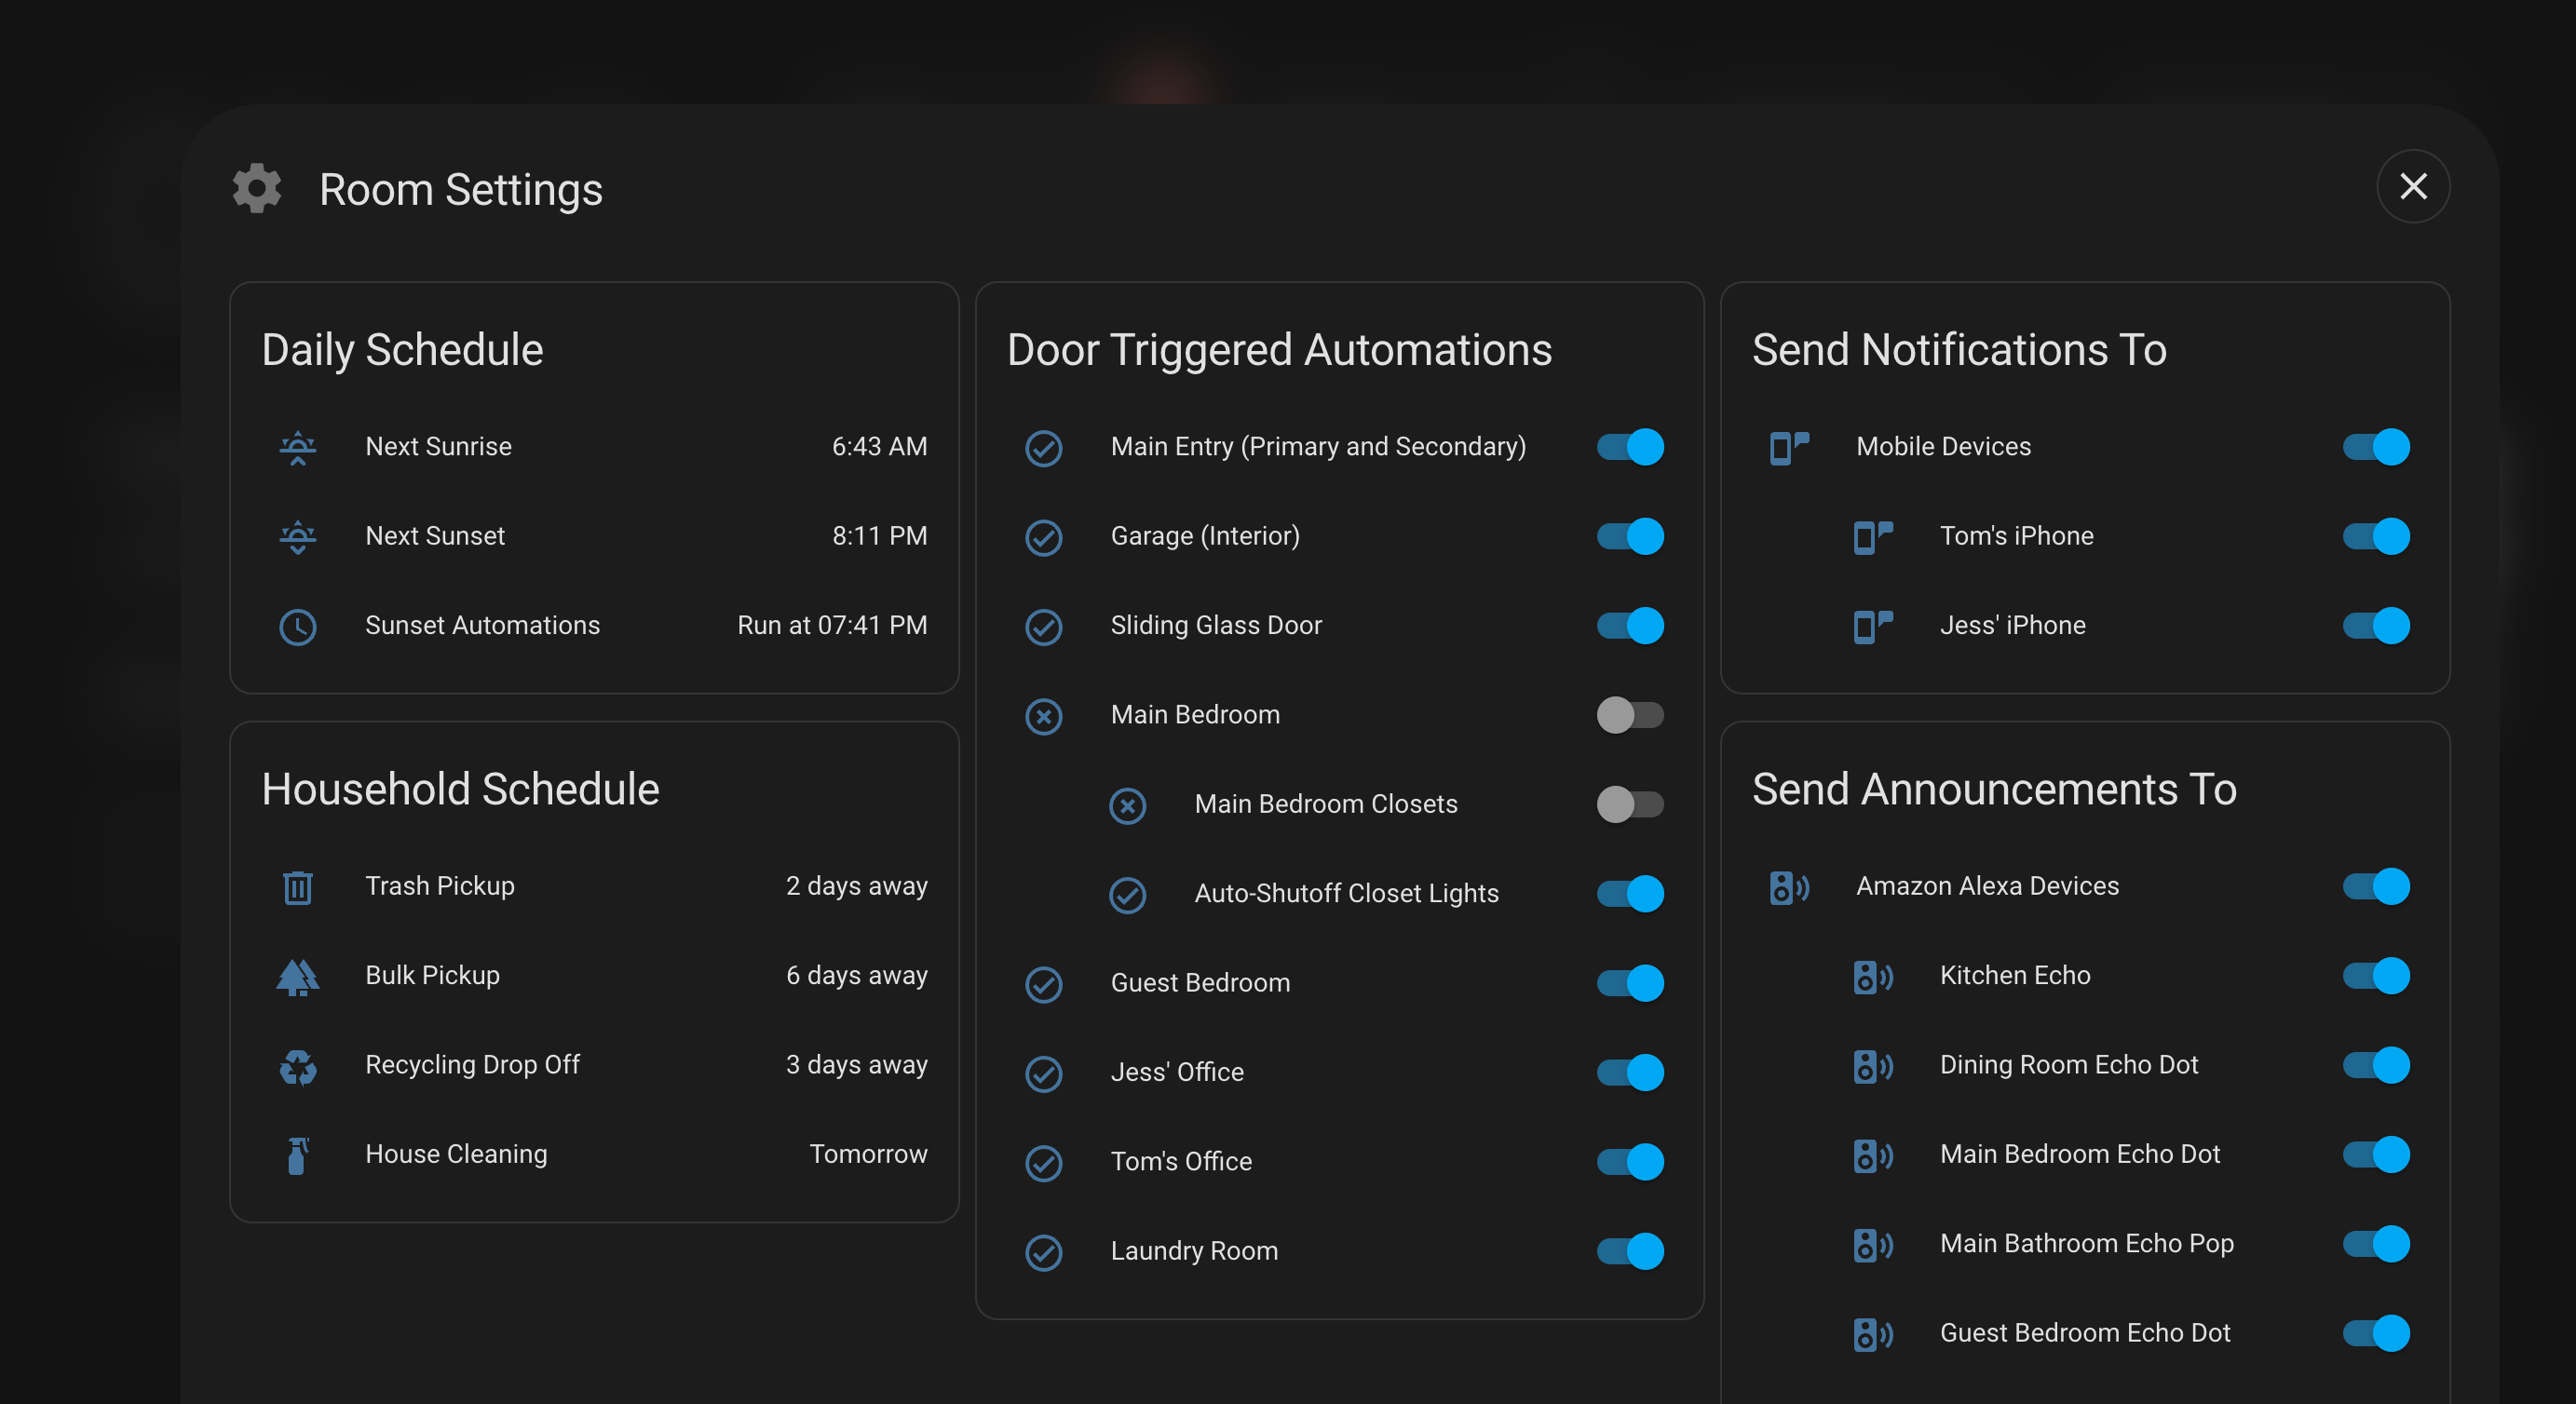 Room Settings
Daily Schedule
Next Sunrise 6:43 AM
Next Sunset 8:11 PM
Sunset Automations Run at 07:41 PM
Household Schedule
Trash Pickup 2 days away
Bulk Pickup 6 days away
Recycling Drop Off 3 days away
House Cleaning Tomorrow
Door Triggered Automations
Main Entry (Primary and Secondary)
Garage (Interior)
Sliding Glass Door
Main Bedroom
Main Bedroom Closets
Auto-Shutoff Closet Lights
Guest Bedroom
Jess' Office
Tom's Office
Laundry Room
Send Notifications To
Mobile Devices
Tom's iPhone
Jess' iPhone
Send Announcements To
Amazon Alexa Devices
Kitchen Echo
Dining Room Echo Dot
Main Bedroom Echo Dot
Main Bathroom Echo Pop
Guest Bedroom Echo Dot